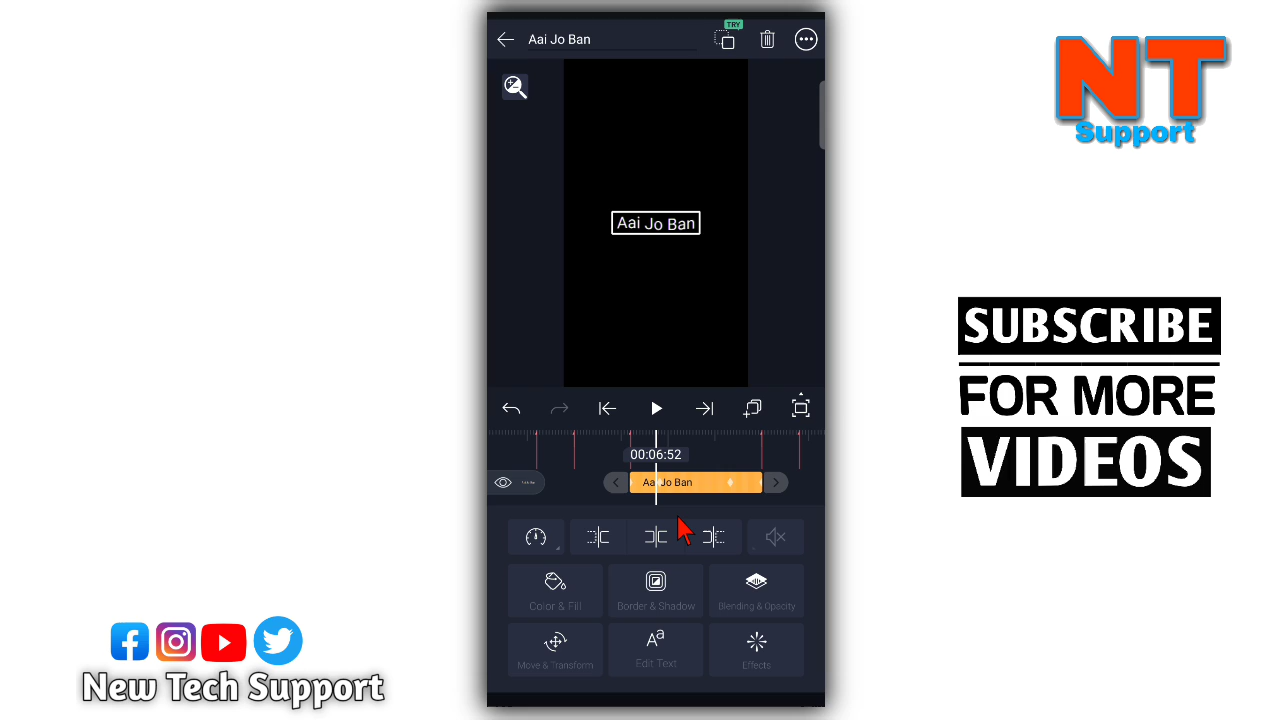 Aai Jo Ban
TRY
Aai Jo Ban
00:06:52
Aai Jo Ban
Color & Fill
Border & Shadow
Blending & Opacity
Move & Transform
Edit Text
Effects
NT
Support
SUBSCRIBE
FOR MORE
VIDEOS
New Tech Support